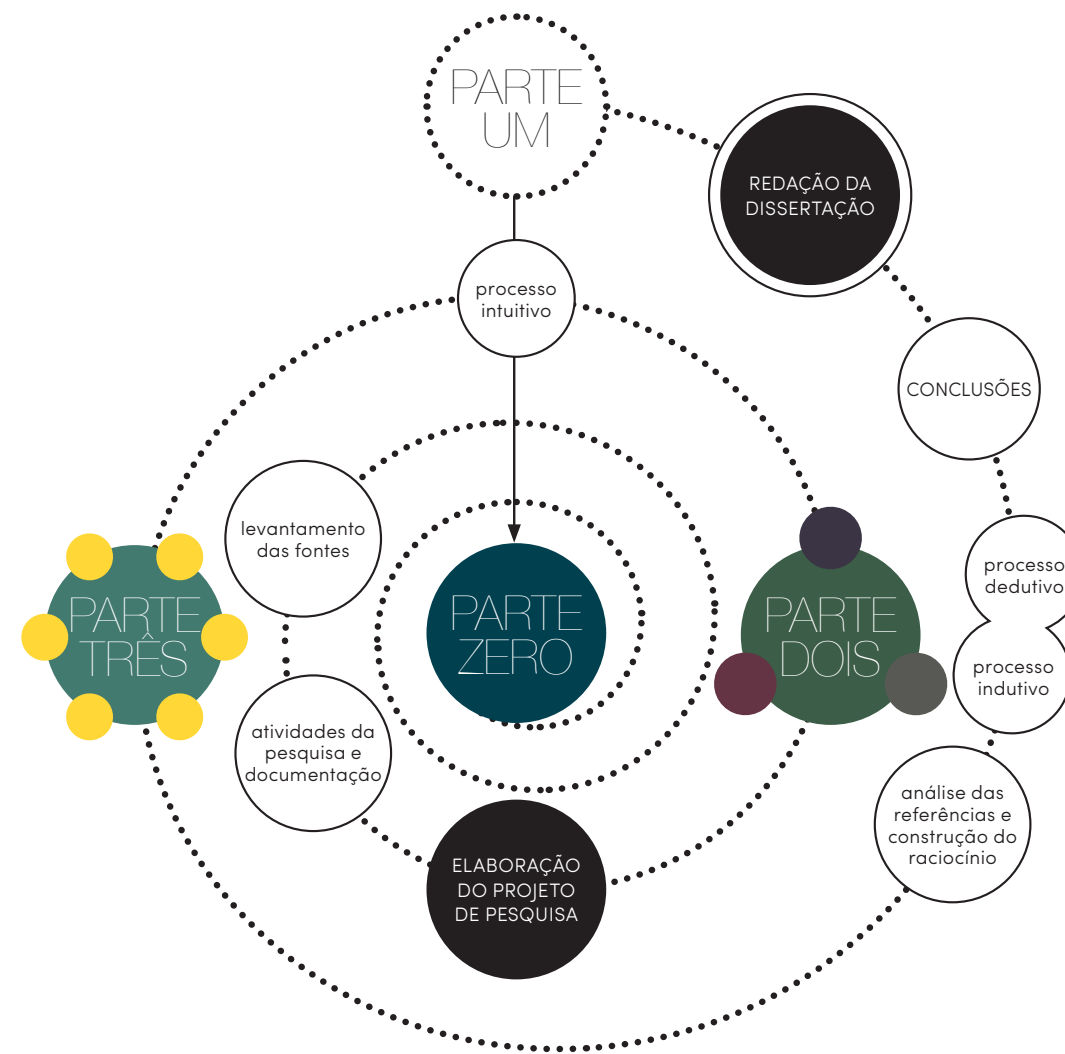 PARTE
UM
REDAÇÃO DA
DISSERTAÇÃO
processo
intuitivo
CONCLUSÕES
levantamento
das fontes
processo
dedutivo
PARTE
TRÊS
PARTE
ZERO
PARTE
DOIS
processo
indutivo
atividades da
pesquisa e
documentação
análise das
referências e
construção do
raciocínio
ELABORAÇÃO
DO PROJETO
DE PESQUISA